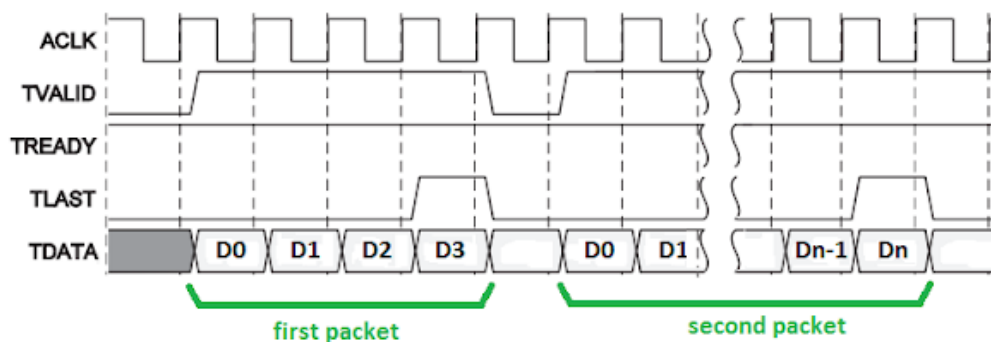 ACLK
TVALID
TREADY
TLAST
TDATA D0 D1 D2 D3 D0 D1 Dn-1 Dn
first packet second packet